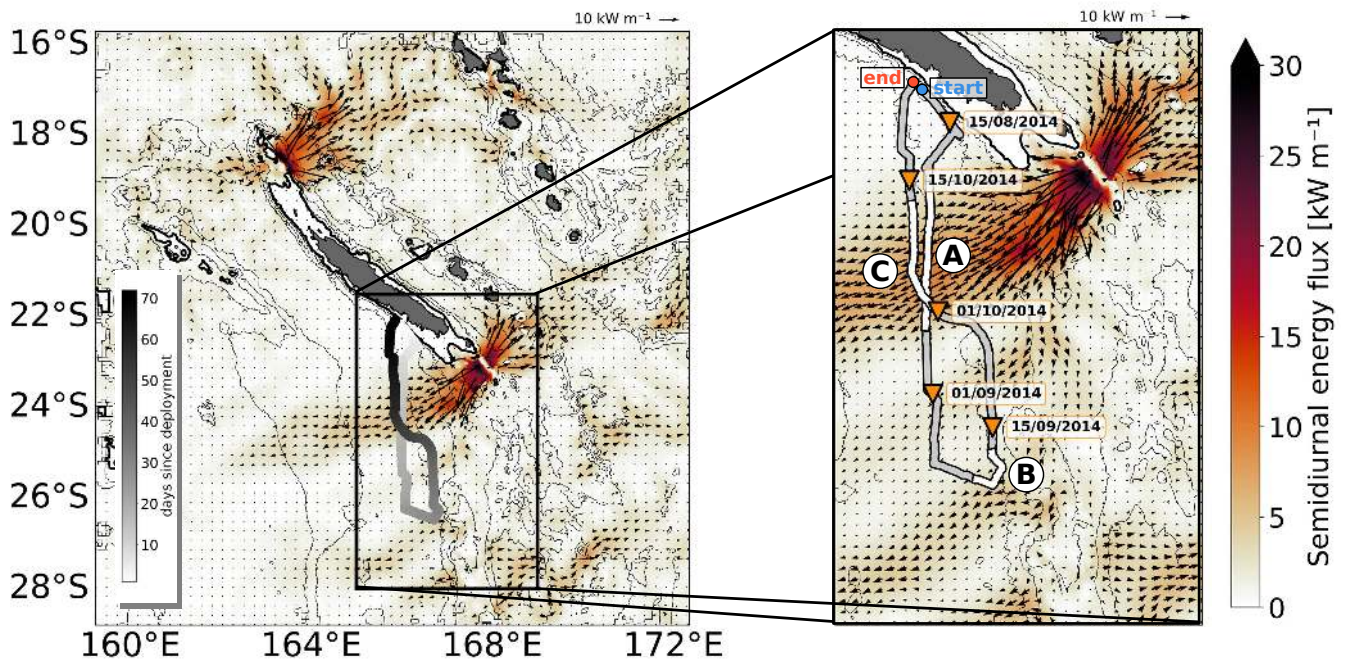 10 kW m⁻¹
16°S
18°S
20°S
22°S
24°S
26°S
28°S
160°E
164°E
168°E
172°E
70
60
50
40
30
20
10
days since deployment
10 kW m⁻¹
end
start
15/08/2014
15/10/2014
A
C
01/10/2014
01/09/2014
15/09/2014
B
30
25
20
15
10
5
0
Semidiurnal energy flux [kW m⁻¹]